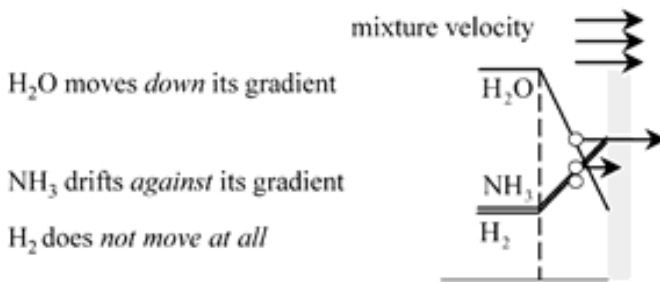 mixture velocity
H₂O moves down its gradient
H₂O
NH₃ drifts against its gradient
NH₃
H₂ does not move at all
H₂